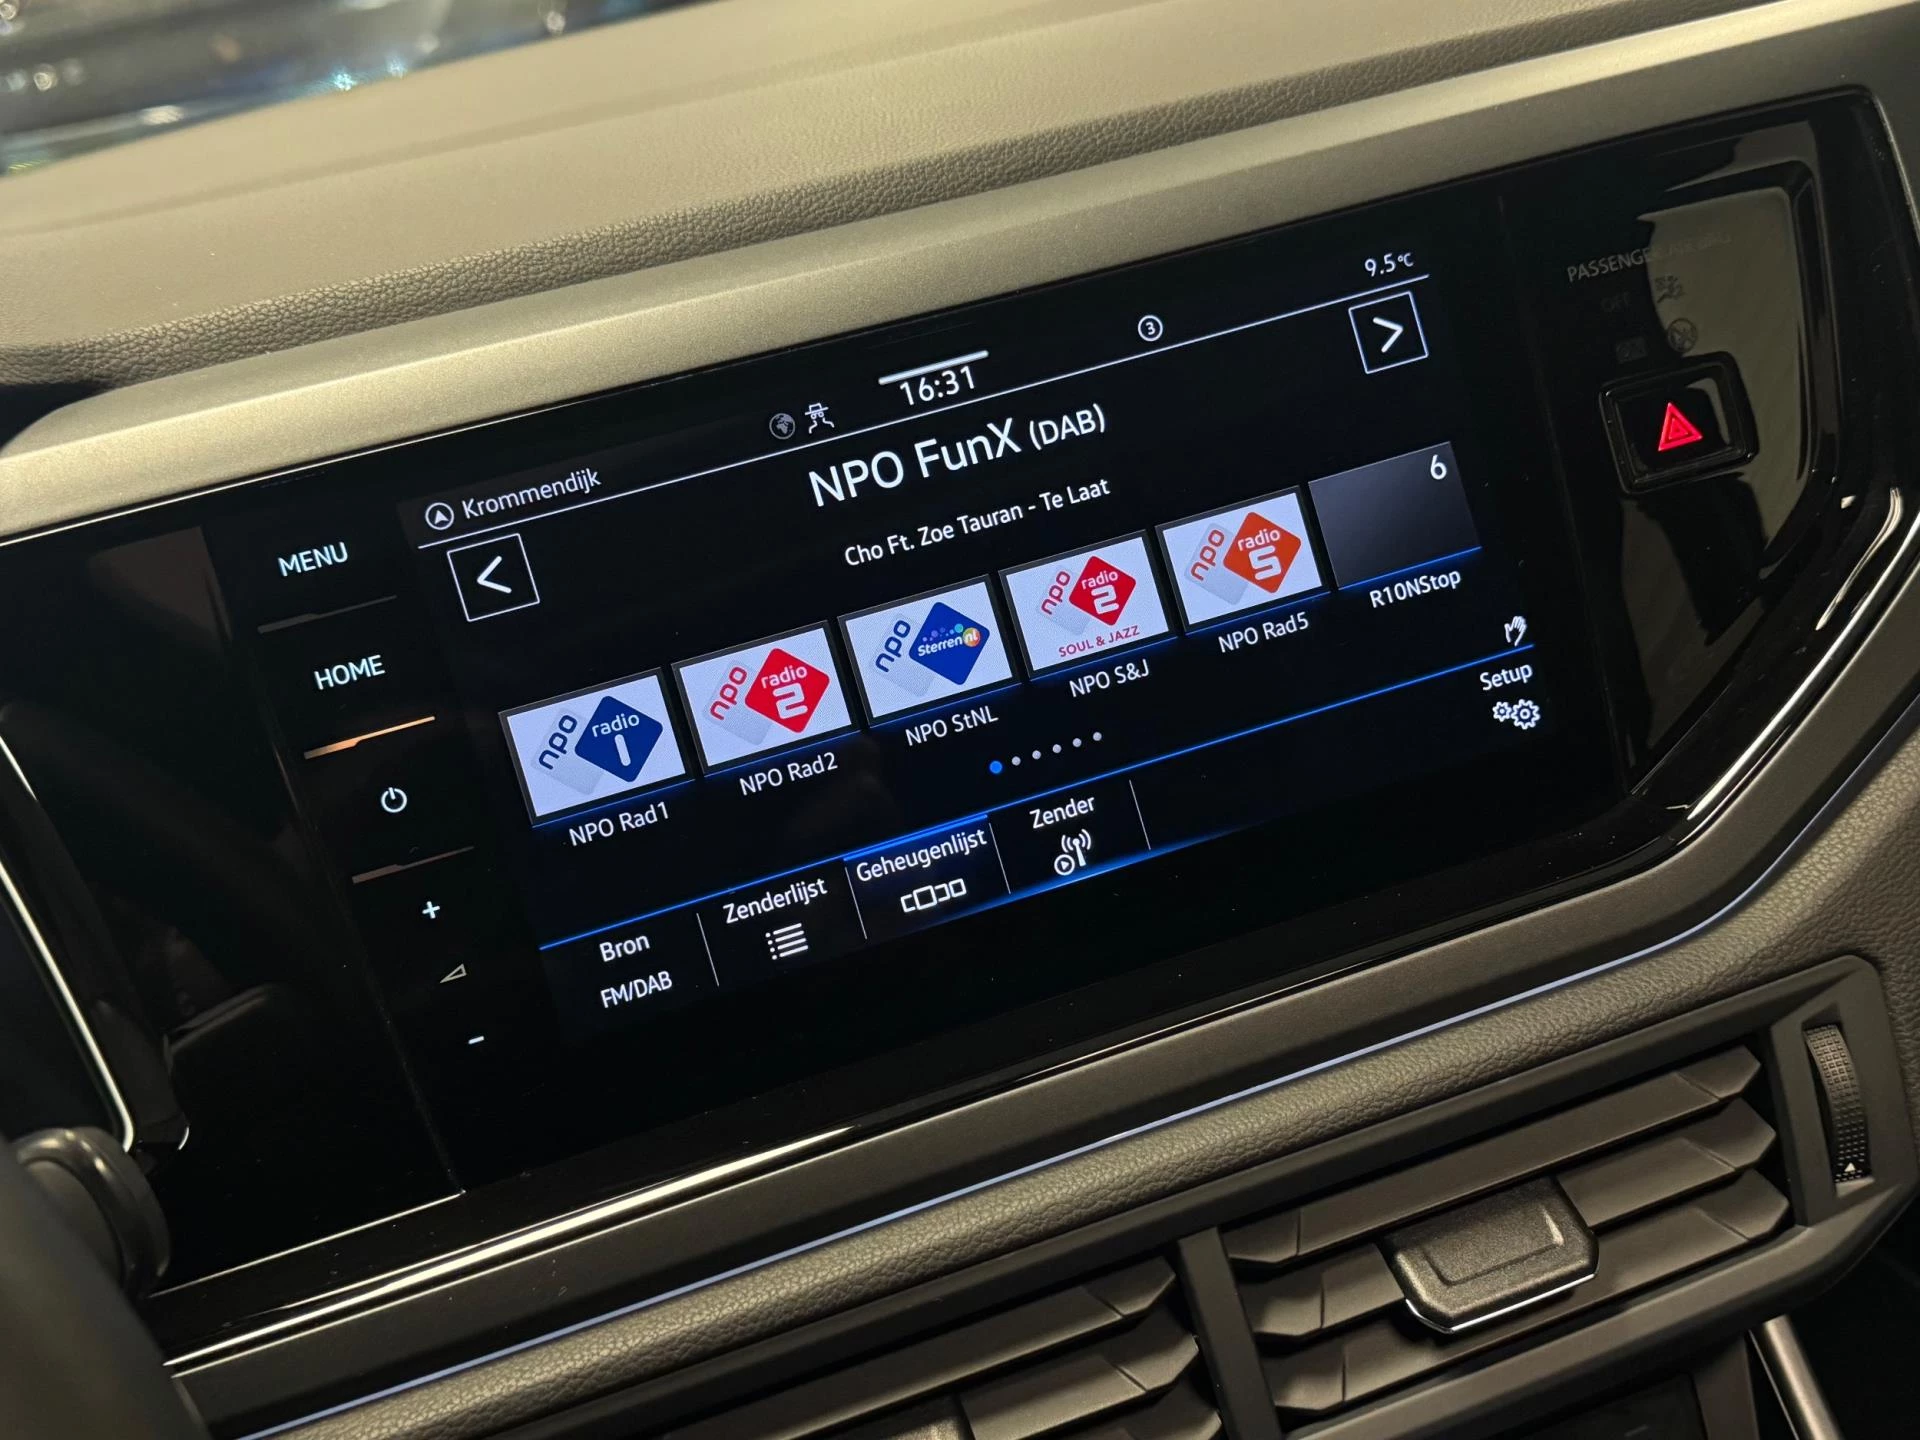 9.5°C
3
16:31
Krommendijk
NPO FunX (DAB)
Cho Ft. Zoe Tauran - Te Laat
MENU
HOME
npo radio 1
NPO Rad1
npo radio 2
NPO Rad2
npo Sterren nl
NPO StNL
npo radio 2
SOUL & JAZZ
NPO S&J
npo radio 5
NPO Rad5
6
R10NStop
Setup
Bron
FM/DAB
Zenderlijst
Geheugenlijst
Zender
+
-
OFF